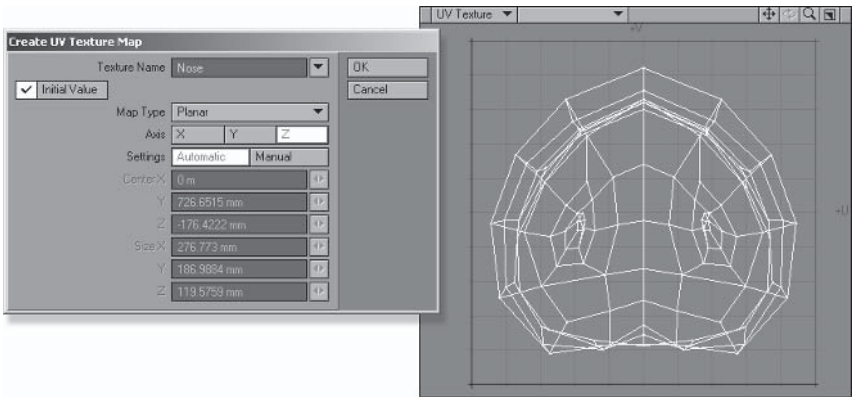 Create UV Texture Map
Texture Name Nose
Initial Value
Map Type Planar
Axis X Y Z
Settings Automatic Manual
Center X 0 m
Y 726.6515 mm
Z -176.4222 mm
Size X 276.773 mm
Y 186.9884 mm
Z 119.5759 mm
OK
Cancel
UV Texture
+V
+U